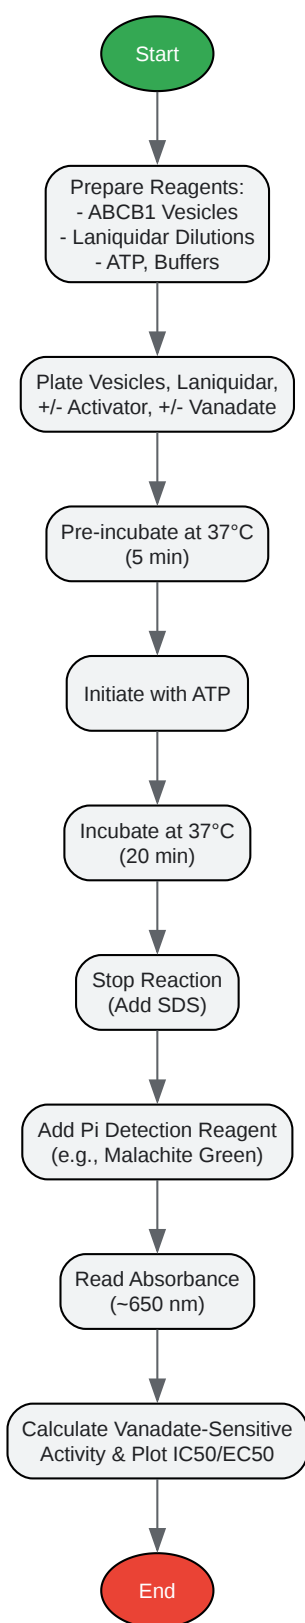 Start
Prepare Reagents:
- ABCB1 Vesicles
- Laniquidar Dilutions
- ATP, Buffers
Plate Vesicles, Laniquidar,
+/- Activator, +/- Vanadate
Pre-incubate at 37°C
(5 min)
Initiate with ATP
Incubate at 37°C
(20 min)
Stop Reaction
(Add SDS)
Add Pi Detection Reagent
(e.g., Malachite Green)
Read Absorbance
(~650 nm)
Calculate Vanadate-Sensitive
Activity & Plot IC50/EC50
End